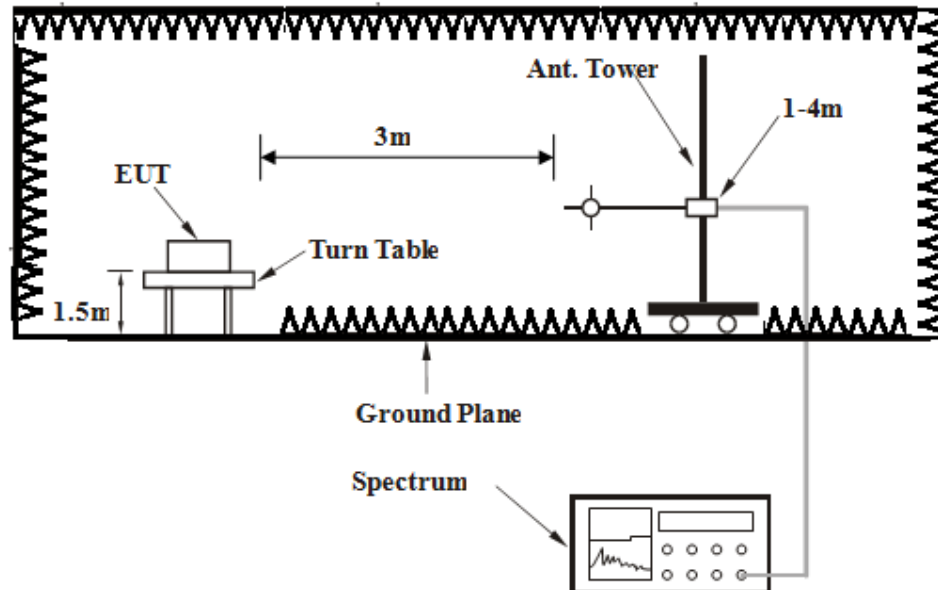 Ant. Tower
1-4m
3m
EUT
Turn Table
1.5m
Ground Plane
Spectrum